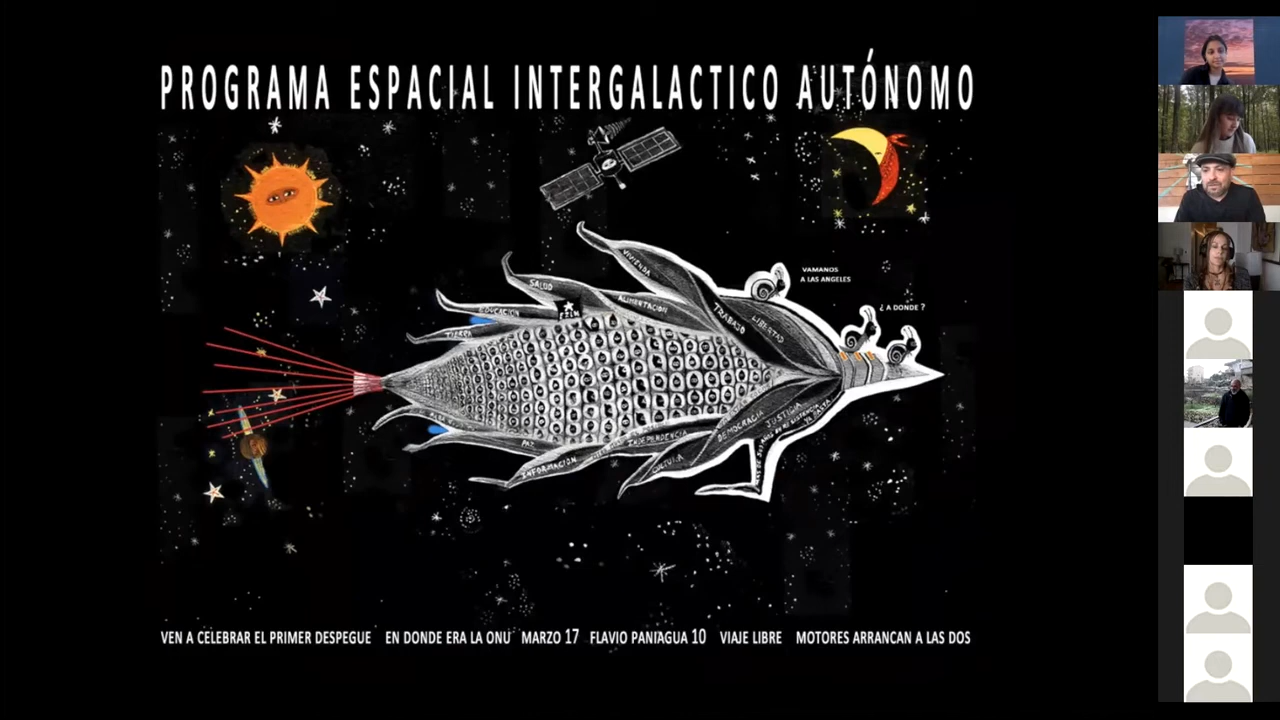 PROGRAMA ESPACIAL INTERGALACTICO AUTÓNOMO
VAMANOS
A LAS ANGELES
¿ A DONDE ?
VIVIENDA
SALUD
EDUCACION
TIERRA
EZLN
ALIMENTACION
TRABAJO
LIBERTAD
PAZ
INFORMACION
INDEPENDENCIA
CULTURA
DEMOCRACIA
JUSTICIA
YA BASTA
VEN A CELEBRAR EL PRIMER DESPEGUE EN DONDE ERA LA ONU MARZO 17 FLAVIO PANIAGUA 10 VIAJE LIBRE MOTORES ARRANCAN A LAS DOS